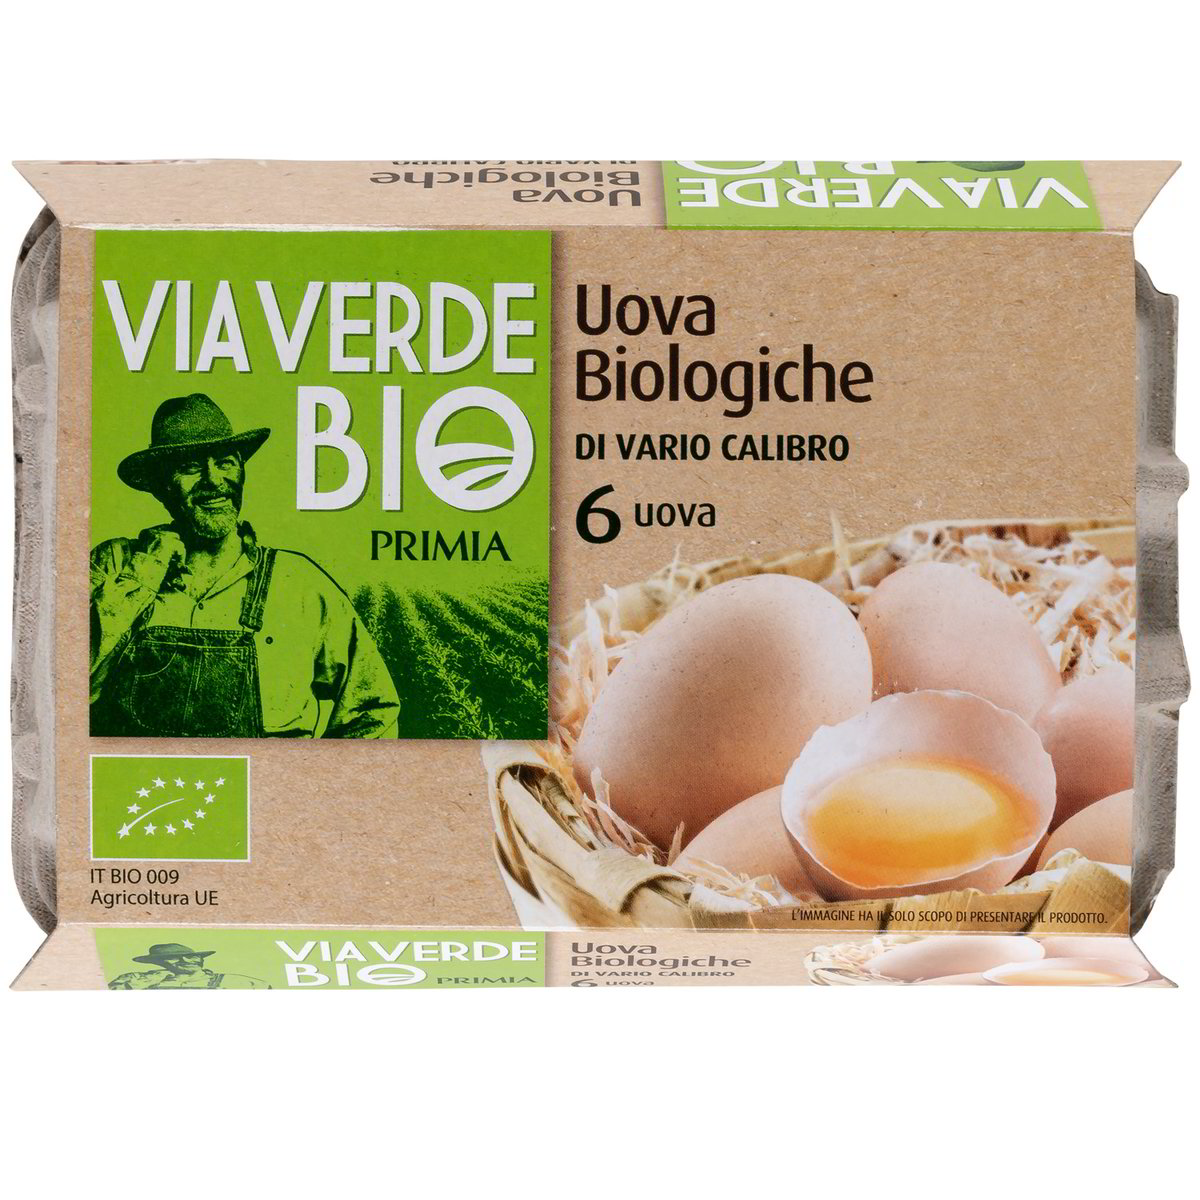 Uova
Biologiche
DI VARIO CALIBRO
VIAVERDE
BIO
VIAVERDE
BIO
PRIMIA
Uova
Biologiche
DI VARIO CALIBRO
6 uova
IT BIO 009
Agricoltura UE
L'IMMAGINE HA IL SOLO SCOPO DI PRESENTARE IL PRODOTTO.
VIAVERDE
BIO PRIMIA
Uova
Biologiche
DI VARIO CALIBRO
6 uova